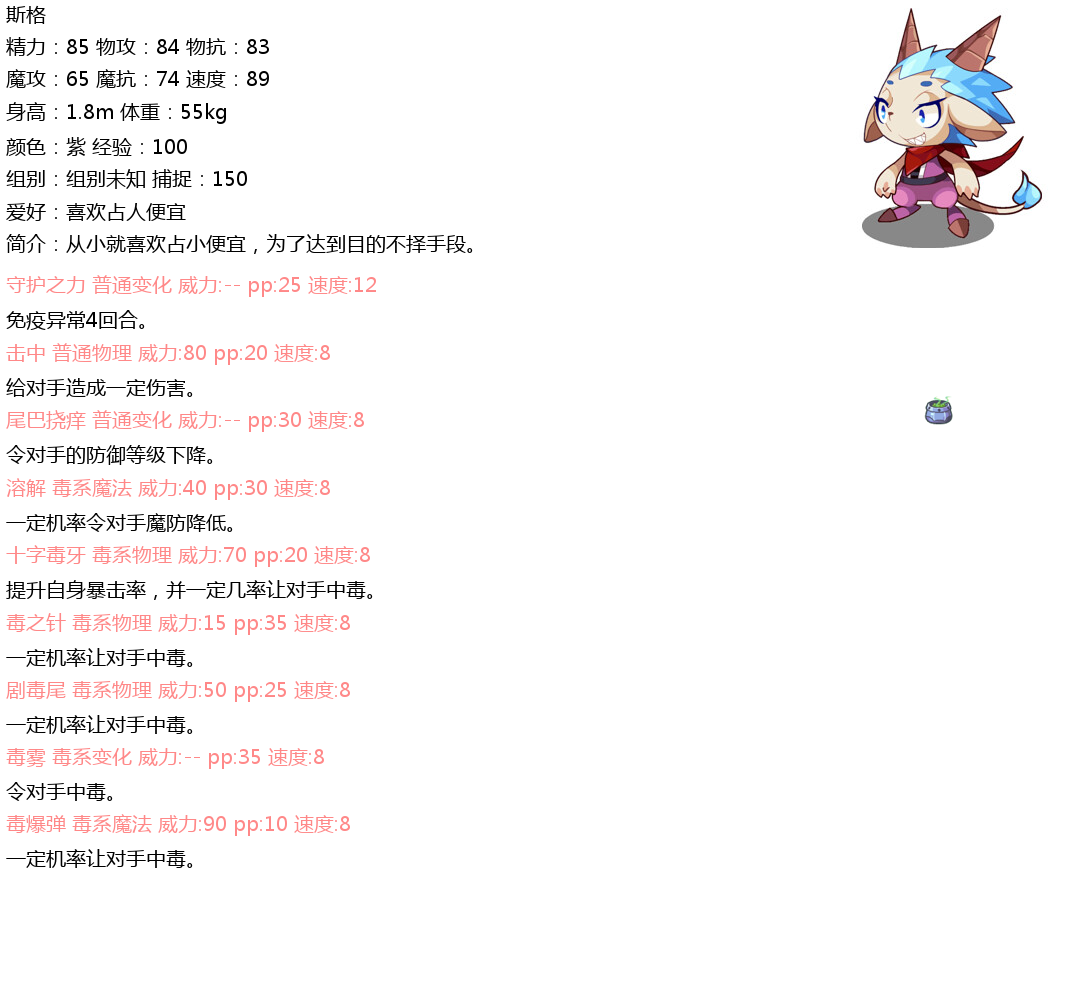 斯格
精力：85 物攻：84 物抗：83
魔攻：65 魔抗：74 速度：89
身高：1.8m 体重：55kg
颜色：紫 经验：100
组别：组别未知 捕捉：150
爱好：喜欢占人便宜
简介：从小就喜欢占小便宜，为了达到目的不择手段。
守护之力 普通变化 威力:-- pp:25 速度:12
免疫异常4回合。
击中 普通物理 威力:80 pp:20 速度:8
给对手造成一定伤害。
尾巴挠痒 普通变化 威力:-- pp:30 速度:8
令对手的防御等级下降。
溶解 毒系魔法 威力:40 pp:30 速度:8
一定机率令对手魔防降低。
十字毒牙 毒系物理 威力:70 pp:20 速度:8
提升自身暴击率，并一定几率让对手中毒。
毒之针 毒系物理 威力:15 pp:35 速度:8
一定机率让对手中毒。
剧毒尾 毒系物理 威力:50 pp:25 速度:8
一定机率让对手中毒。
毒雾 毒系变化 威力:-- pp:35 速度:8
令对手中毒。
毒爆弹 毒系魔法 威力:90 pp:10 速度:8
一定机率让对手中毒。